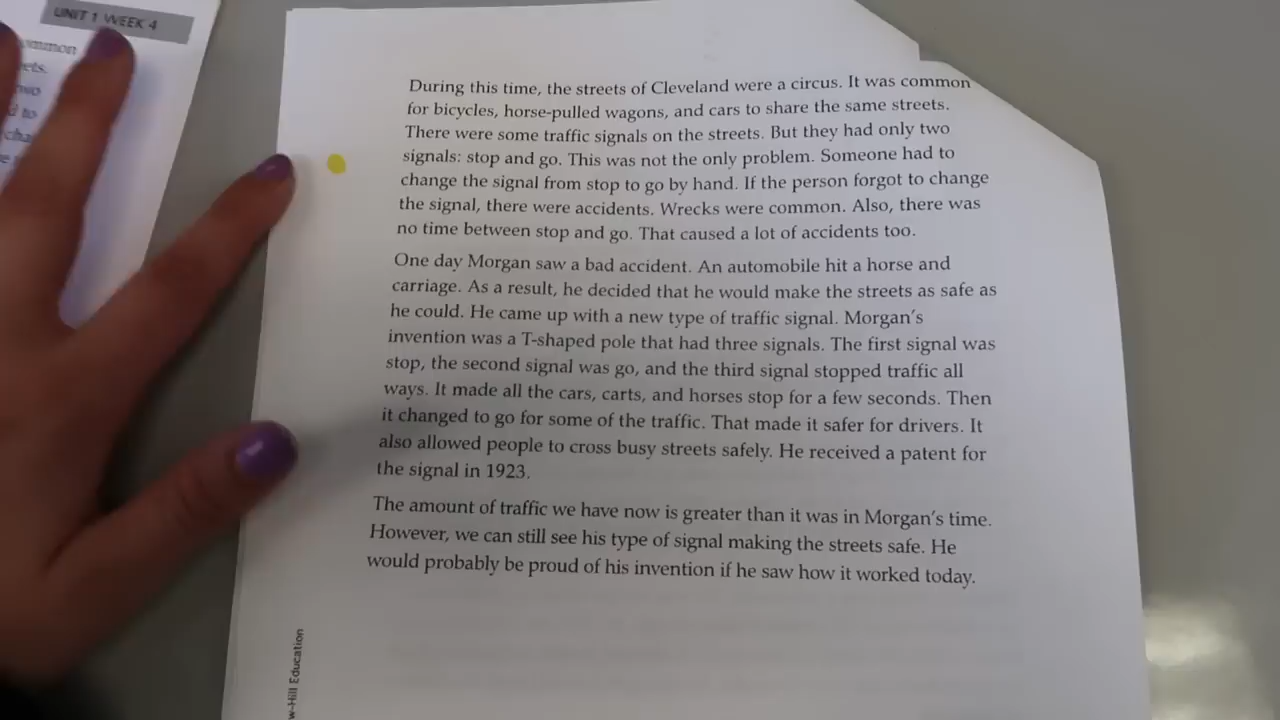 UNIT 1 WEEK 4
ommon
ets.
wo
d to
cha
During this time, the streets of Cleveland were a circus. It was common
for bicycles, horse-pulled wagons, and cars to share the same streets.
There were some traffic signals on the streets. But they had only two
signals: stop and go. This was not the only problem. Someone had to
change the signal from stop to go by hand. If the person forgot to change
the signal, there were accidents. Wrecks were common. Also, there was
no time between stop and go. That caused a lot of accidents too.
One day Morgan saw a bad accident. An automobile hit a horse and
carriage. As a result, he decided that he would make the streets as safe as
he could. He came up with a new type of traffic signal. Morgan's
invention was a T-shaped pole that had three signals. The first signal was
stop, the second signal was go, and the third signal stopped traffic all
ways. It made all the cars, carts, and horses stop for a few seconds. Then
it changed to go for some of the traffic. That made it safer for drivers. It
also allowed people to cross busy streets safely. He received a patent for
the signal in 1923.
The amount of traffic we have now is greater than it was in Morgan's time.
However, we can still see his type of signal making the streets safe. He
would probably be proud of his invention if he saw how it worked today.
w-Hill Education